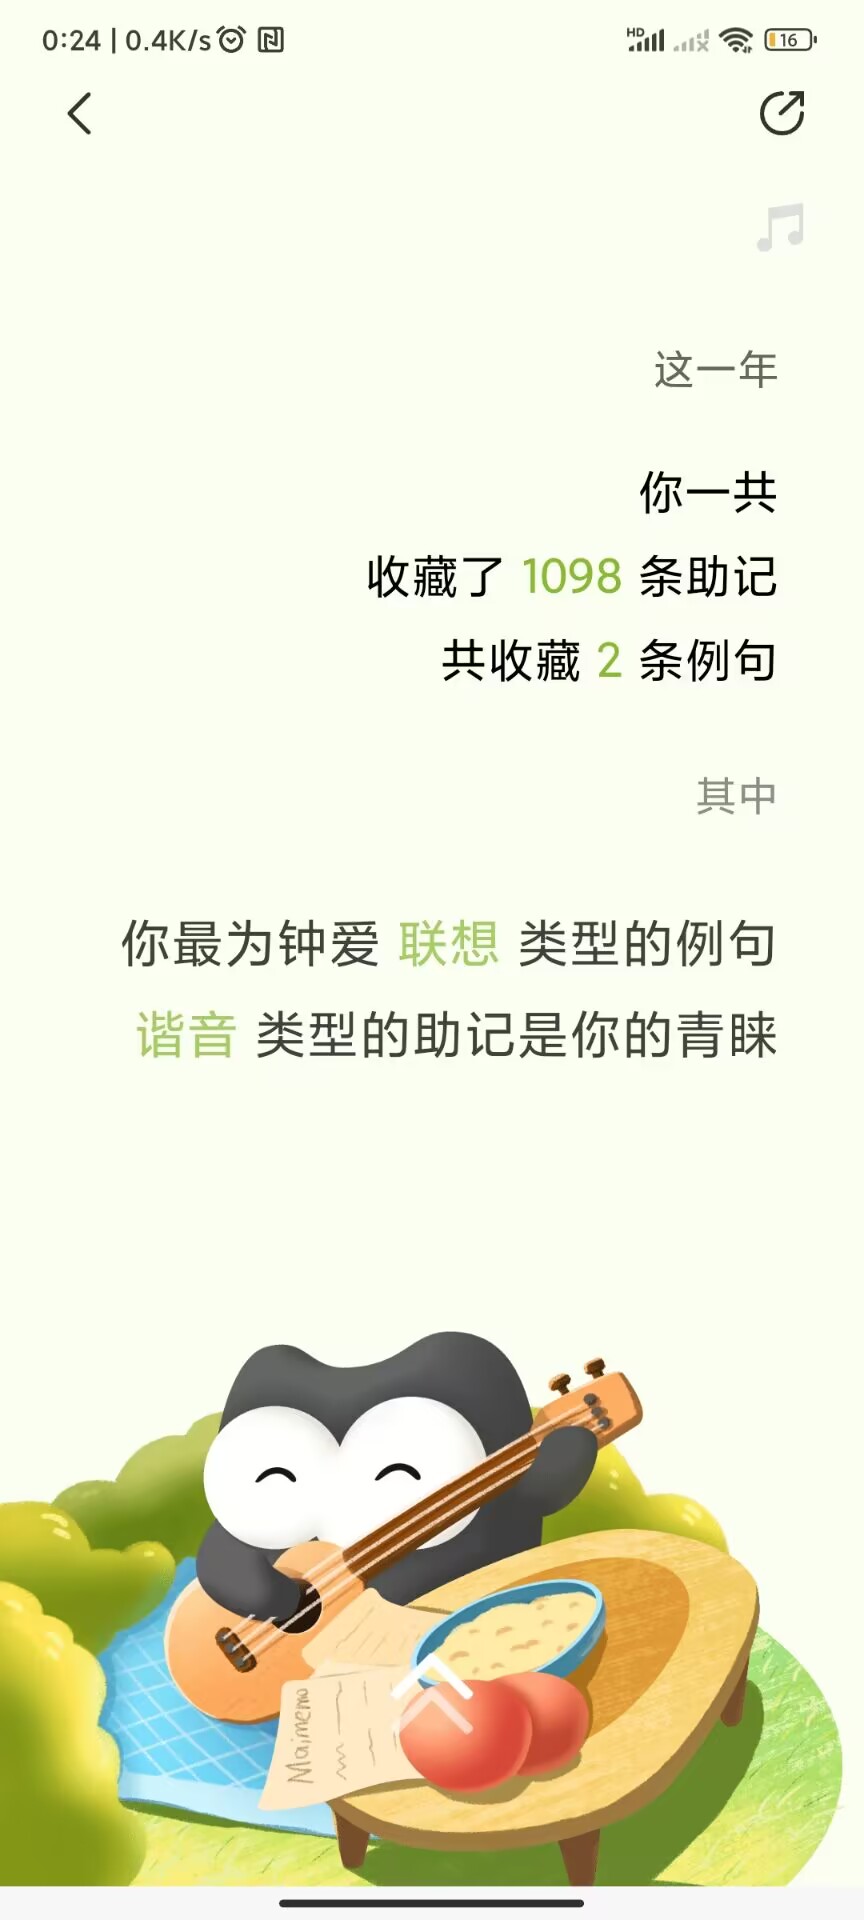 0:24 | 0.4K/s
HD
16
这一年
你一共
收藏了 1098 条助记
共收藏 2 条例句
其中
你最为钟爱 联想 类型的例句
谐音 类型的助记是你的青睐
Maimemo